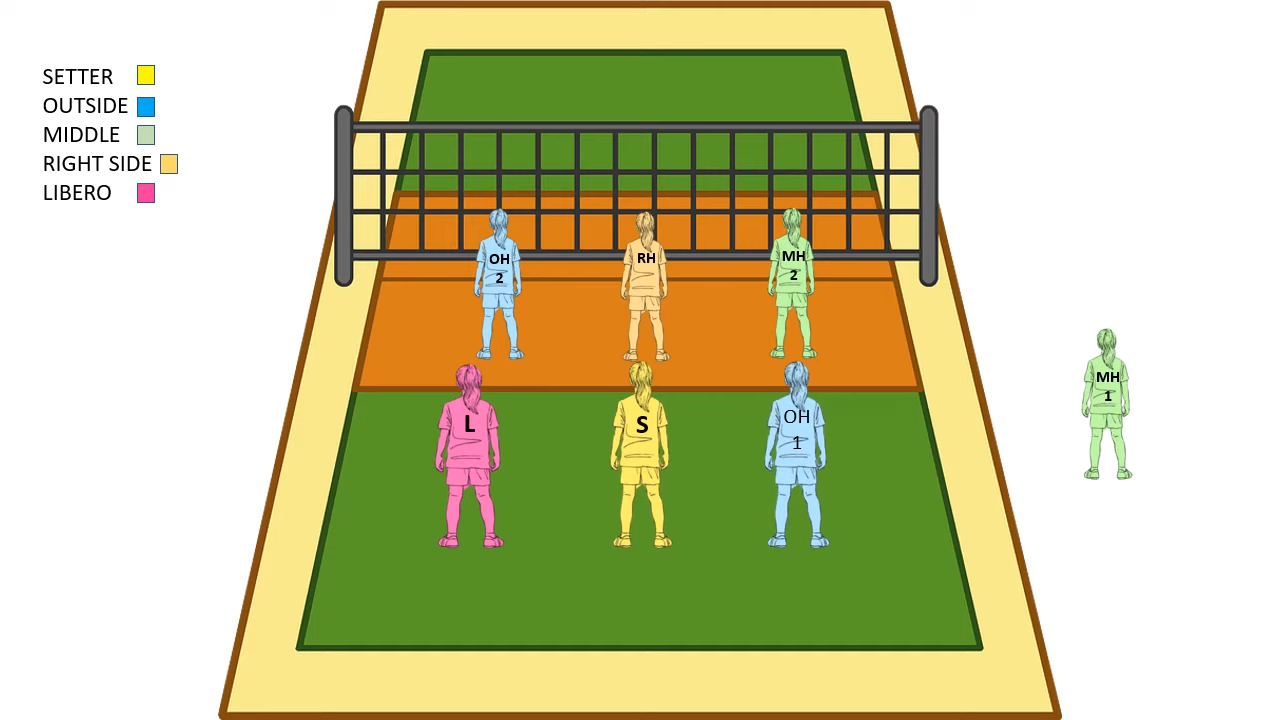 SETTER
OUTSIDE
MIDDLE
RIGHT SIDE
LIBERO
OH
2
RH
MH
2
L
S
OH
1
MH
1